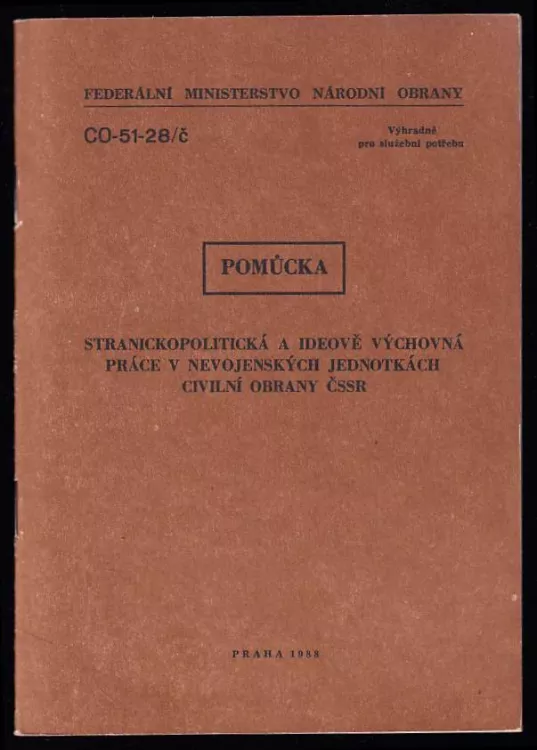 FEDERÁLNÍ MINISTERSTVO NÁRODNÍ OBRANY
CO-51-28/č
Výhradně
pro služební potřebu
POMŮCKA
STRANICKOPOLITICKÁ A IDEOVĚ VÝCHOVNÁ
PRÁCE V NEVOJENSKÝCH JEDNOTKÁCH
CIVILNÍ OBRANY ČSSR
PRAHA 1988